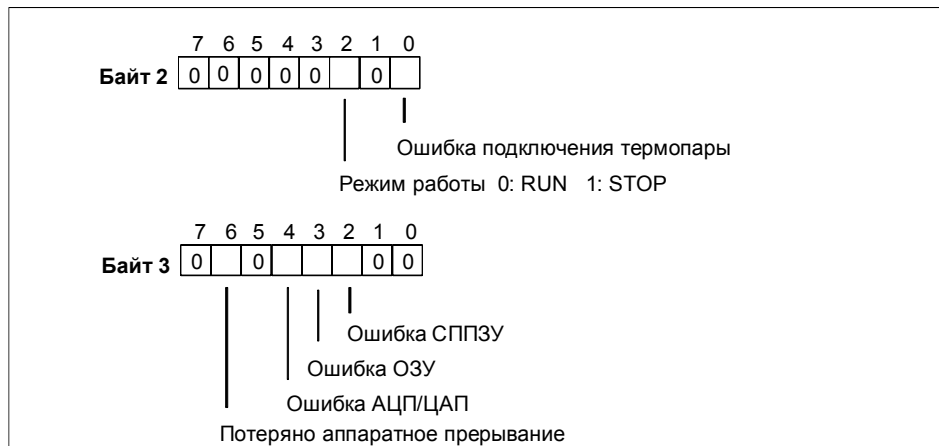 7 6 5 4 3 2 1 0
Байт 2 0 0 0 0 0 0
Ошибка подключения термопары
Режим работы 0: RUN 1: STOP
7 6 5 4 3 2 1 0
Байт 3 0 0 0 0
Ошибка СППЗУ
Ошибка ОЗУ
Ошибка АЦП/ЦАП
Потеряно аппаратное прерывание